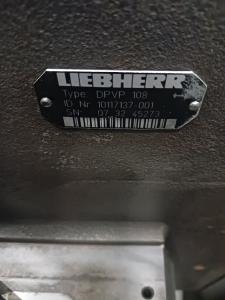 LIEBHERR
Type: DPVP 108
ID Nr 10117137-001
SN: 07 32 45273